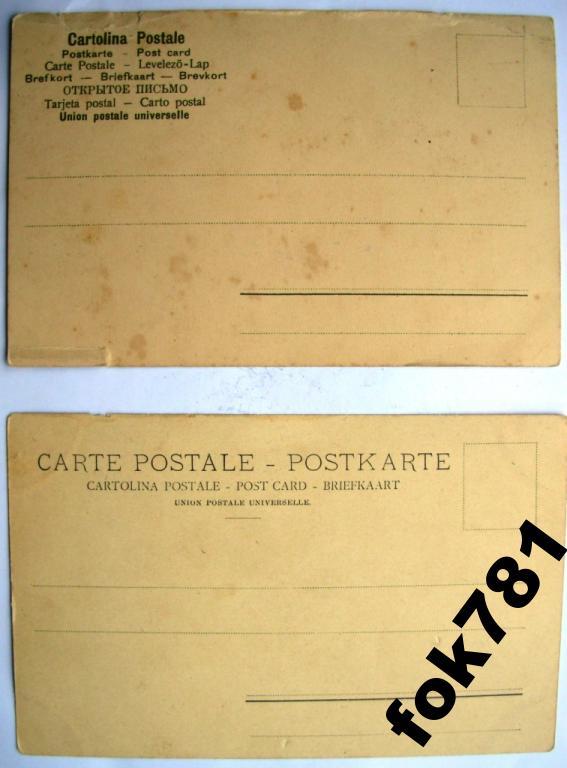 Cartolina Postale
Postkarte – Post card
Carte Postale – Levelező-Lap
Brefkort — Briefkaart — Brevkort
ОТКРЫТОЕ ПИСЬМО
Tarjeta postal — Carto postal
Union postale universelle
CARTE POSTALE - POSTKARTE
CARTOLINA POSTALE - POST CARD - BRIEFKAART
UNION POSTALE UNIVERSELLE.
fok781